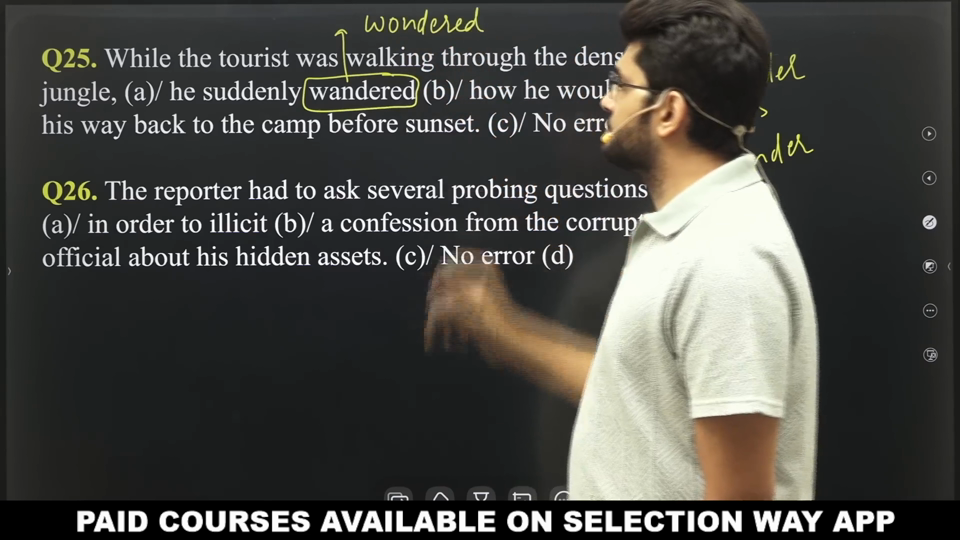 wondered
Q25. While the tourist was walking through the dens
jungle, (a)/ he suddenly wandered (b)/ how he woul
his way back to the camp before sunset. (c)/ No err
Q26. The reporter had to ask several probing questions
(a)/ in order to illicit (b)/ a confession from the corrupt
official about his hidden assets. (c)/ No error (d)
PAID COURSES AVAILABLE ON SELECTION WAY APP